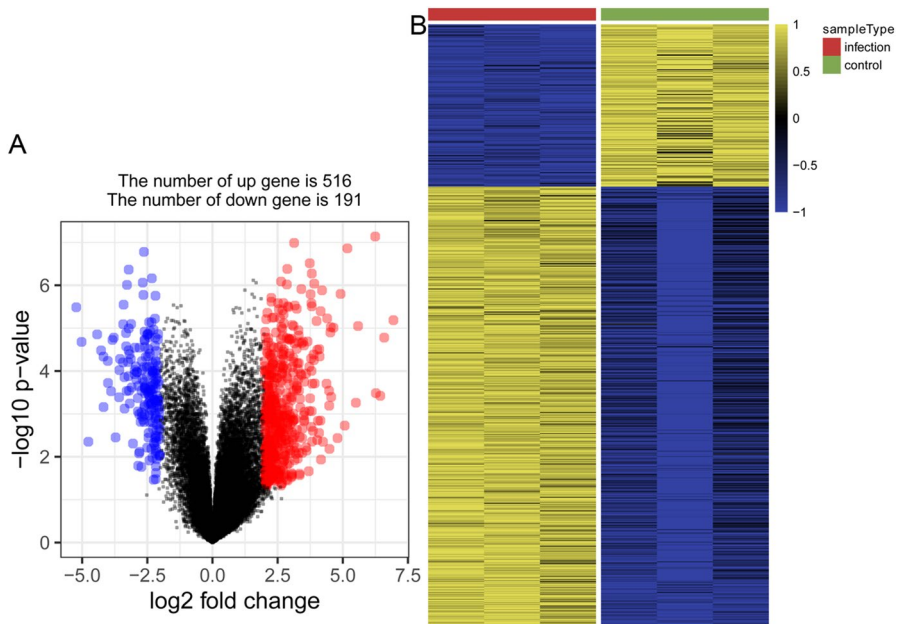 A
The number of up gene is 516
The number of down gene is 191
6
4
2
0
−log10 p−value
−5.0
−2.5
0.0
2.5
5.0
7.5
log2 fold change
B
1
0.5
0
−0.5
−1
sampleType
infection
control